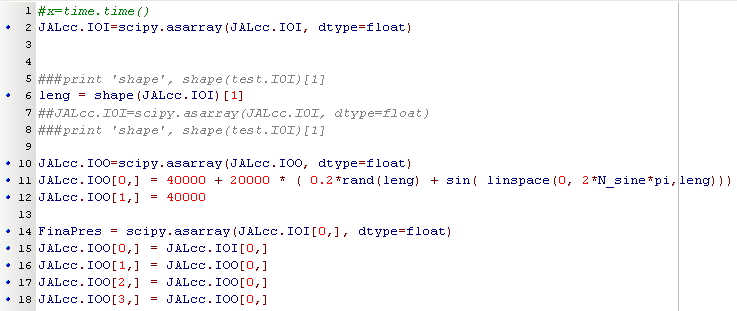 1 #x=time.time()
2 JALcc.IOI=scipy.asarray(JALcc.IOI, dtype=float)
3
4
5 ###print 'shape', shape(test.IOI)[1]
6 leng = shape(JALcc.IOI)[1]
7 ##JALcc.IOI=scipy.asarray(JALcc.IOI, dtype=float)
8 ###print 'shape', shape(test.IOI)[1]
9
10 JALcc.IOO=scipy.asarray(JALcc.IOO, dtype=float)
11 JALcc.IOO[0,] = 40000 + 20000 * ( 0.2*rand(leng) + sin( linspace(0, 2*N_sine*pi,leng)))
12 JALcc.IOO[1,] = 40000
13
14 FinaPres = scipy.asarray(JALcc.IOI[0,], dtype=float)
15 JALcc.IOO[0,] = JALcc.IOI[0,]
16 JALcc.IOO[1,] = JALcc.IOO[0,]
17 JALcc.IOO[2,] = JALcc.IOO[0,]
18 JALcc.IOO[3,] = JALcc.IOO[0,]